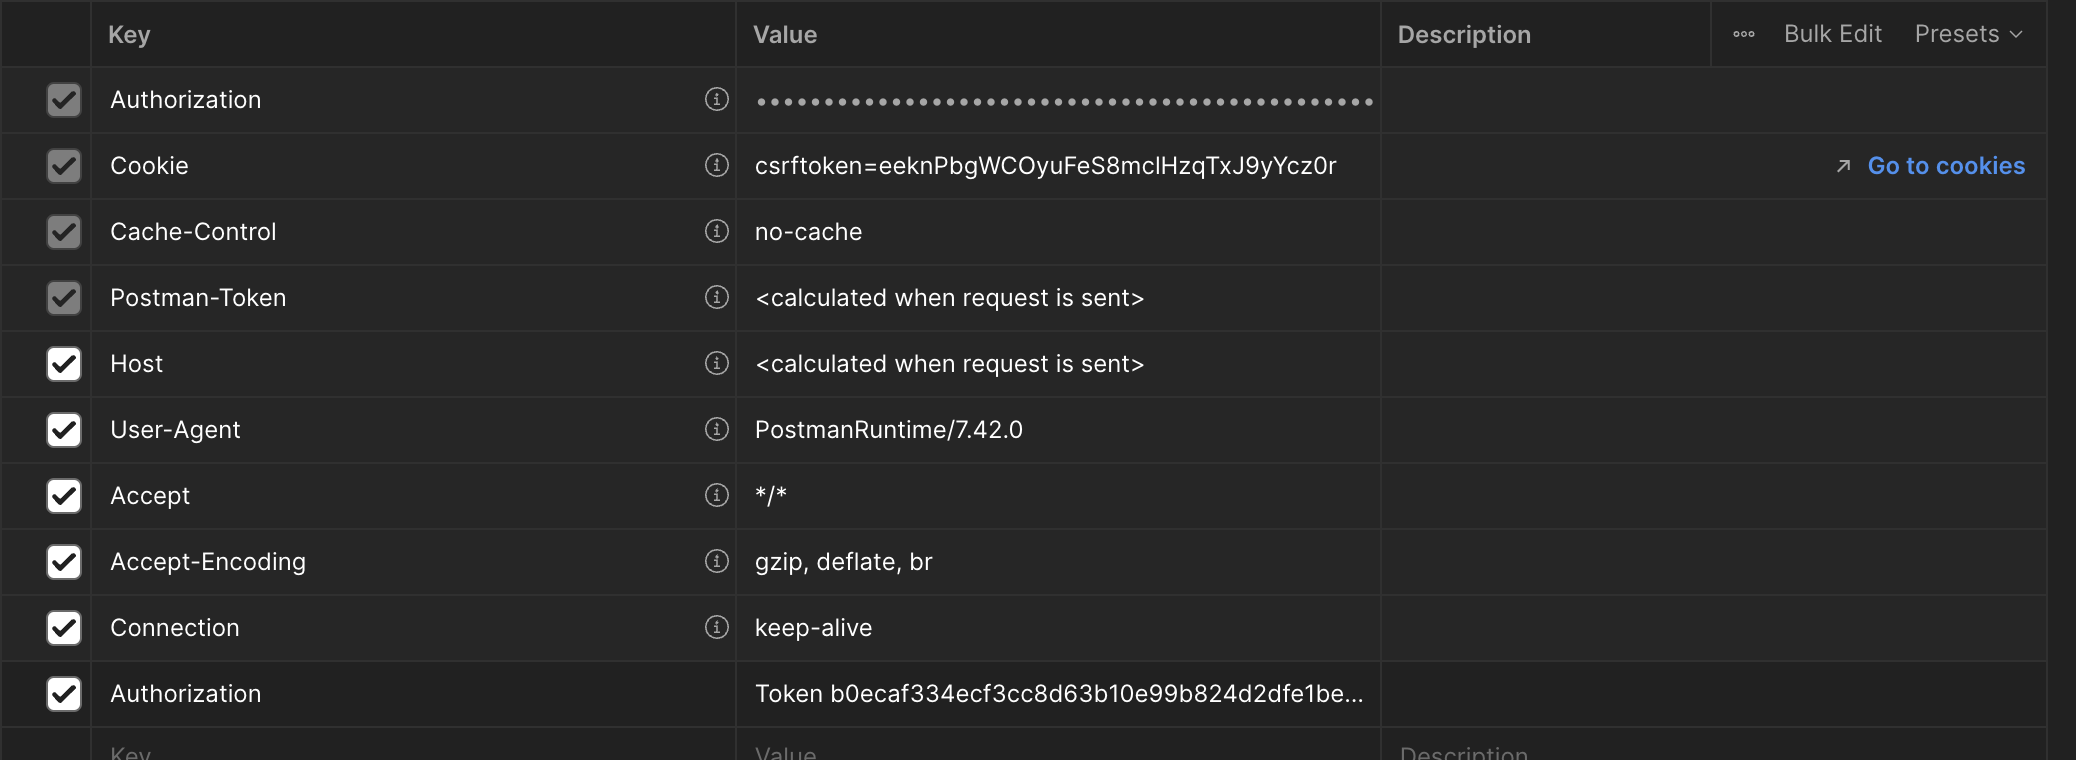 Key Value Description ooo Bulk Edit Presets
Authorization ••••••••••••••••••••••••••••••••••••••••••••••
Cookie csrftoken=eeknPbgWCOyuFeS8mclHzqTxJ9yYcz0r Go to cookies
Cache-Control no-cache
Postman-Token <calculated when request is sent>
Host <calculated when request is sent>
User-Agent PostmanRuntime/7.42.0
Accept */*
Accept-Encoding gzip, deflate, br
Connection keep-alive
Authorization Token b0ecaf334ecf3cc8d63b10e99b824d2dfe1be...
Key Value Description